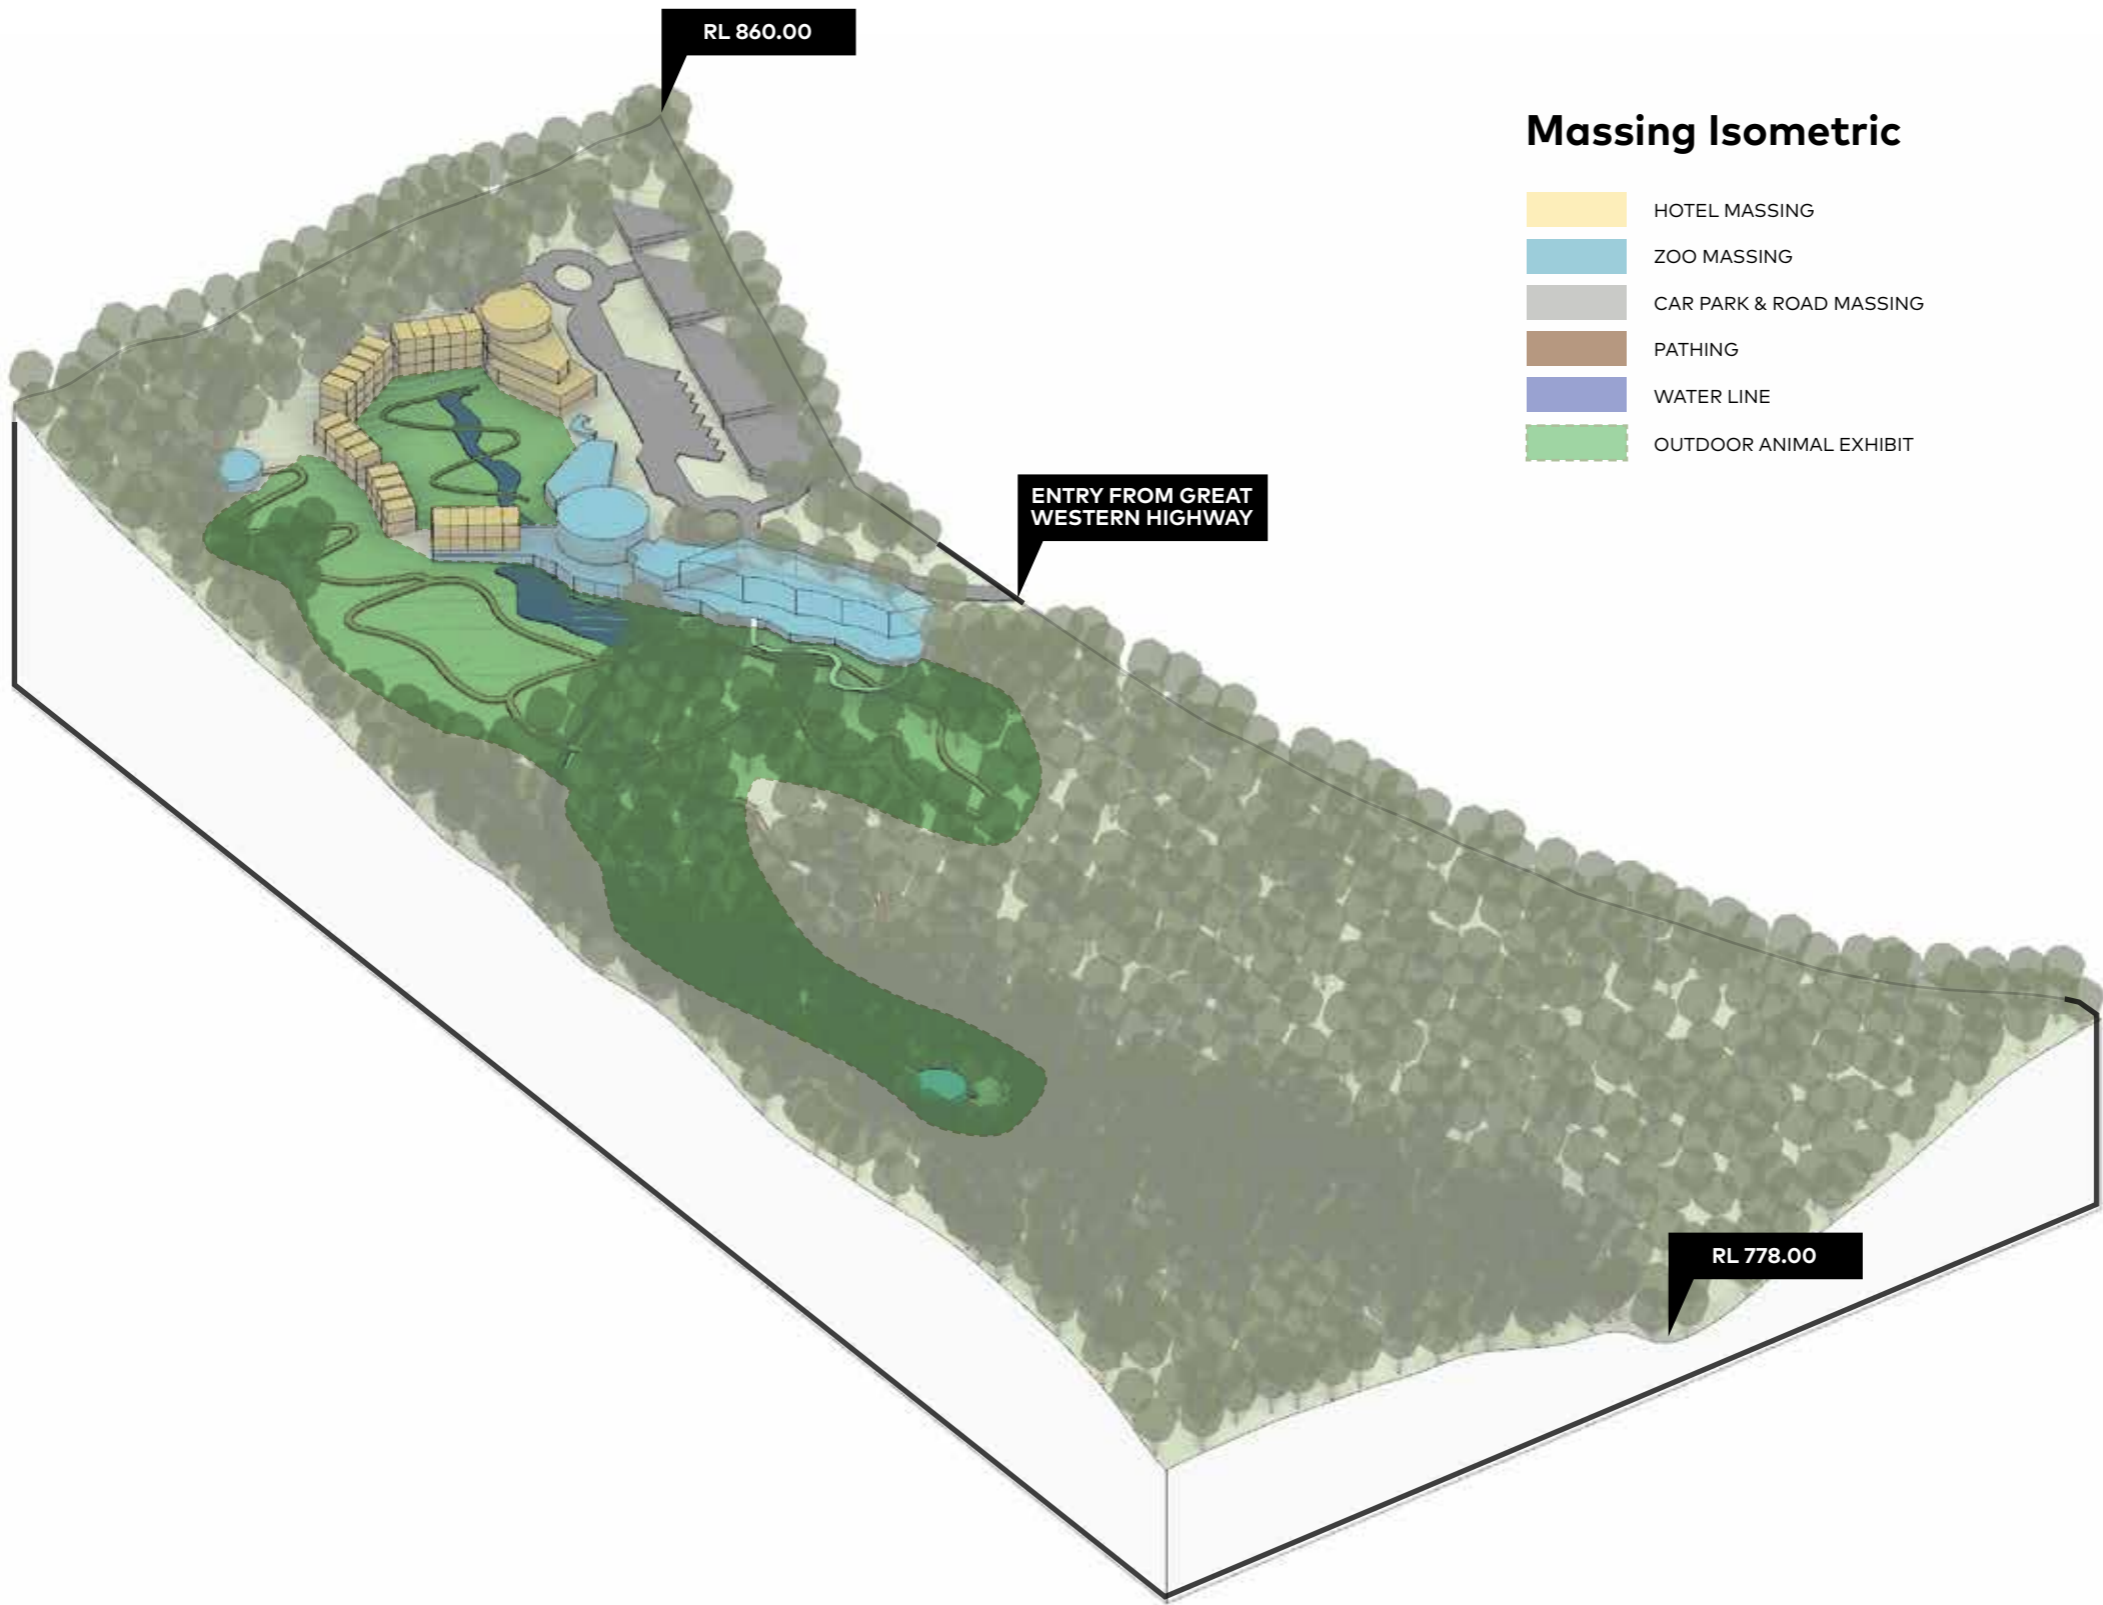 RL 860.00
Massing Isometric
HOTEL MASSING
ZOO MASSING
CAR PARK & ROAD MASSING
PATHING
WATER LINE
OUTDOOR ANIMAL EXHIBIT
ENTRY FROM GREAT
WESTERN HIGHWAY
RL 778.00